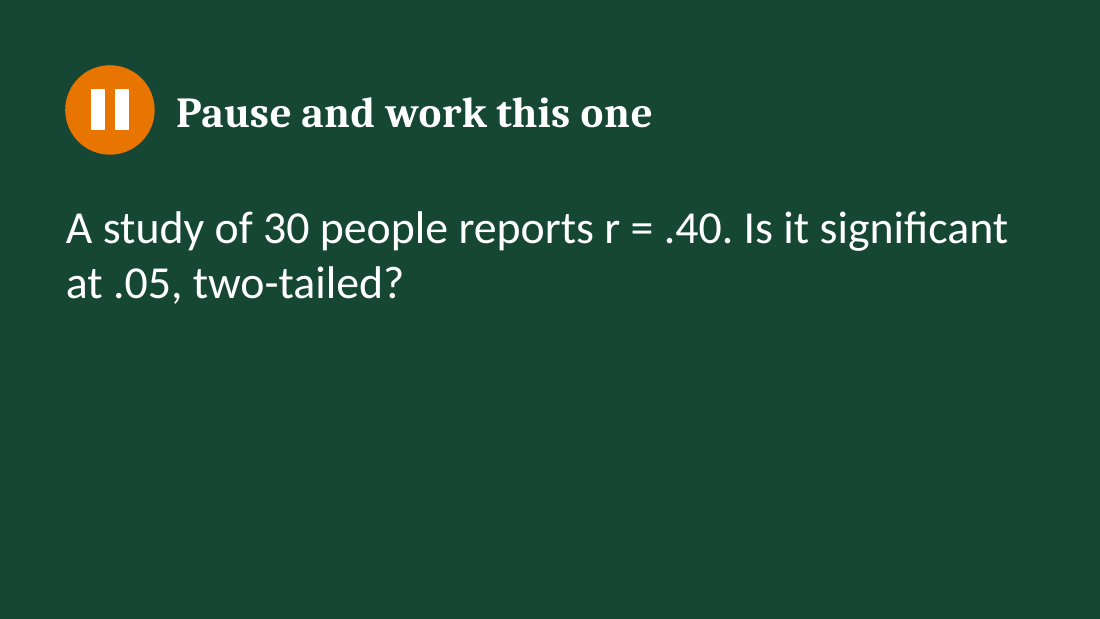 Pause and work this one
A study of 30 people reports r = .40. Is it significant
at .05, two-tailed?